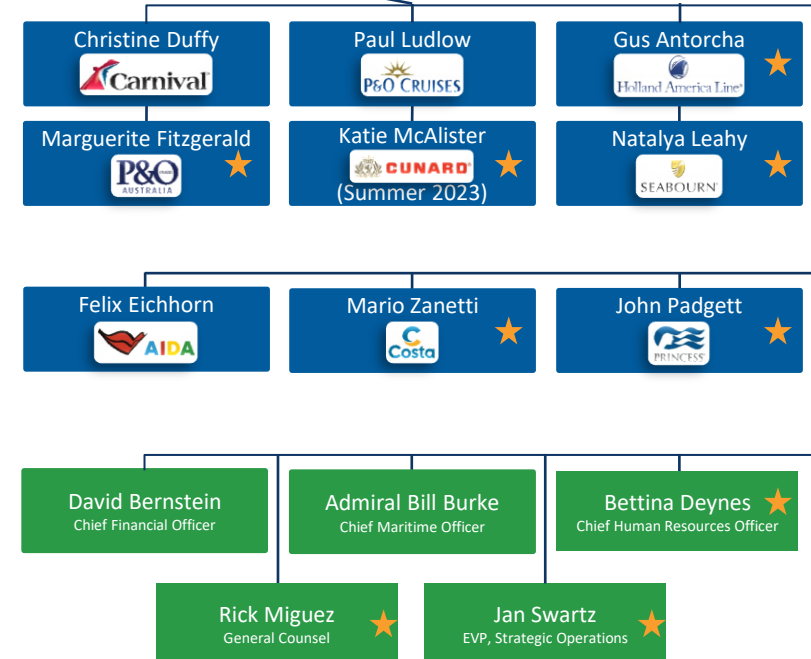 Christine Duffy
Carnival
Paul Ludlow
P&O CRUISES
Gus Antorcha
Holland America Line
Marguerite Fitzgerald
P&O
AUSTRALIA
Katie McAlister
CUNARD
(Summer 2023)
Natalya Leahy
SEABOURN
Felix Eichhorn
AIDA
Mario Zanetti
Costa
John Padgett
PRINCESS
David Bernstein
Chief Financial Officer
Admiral Bill Burke
Chief Maritime Officer
Bettina Deynes
Chief Human Resources Officer
Rick Miguez
General Counsel
Jan Swartz
EVP, Strategic Operations